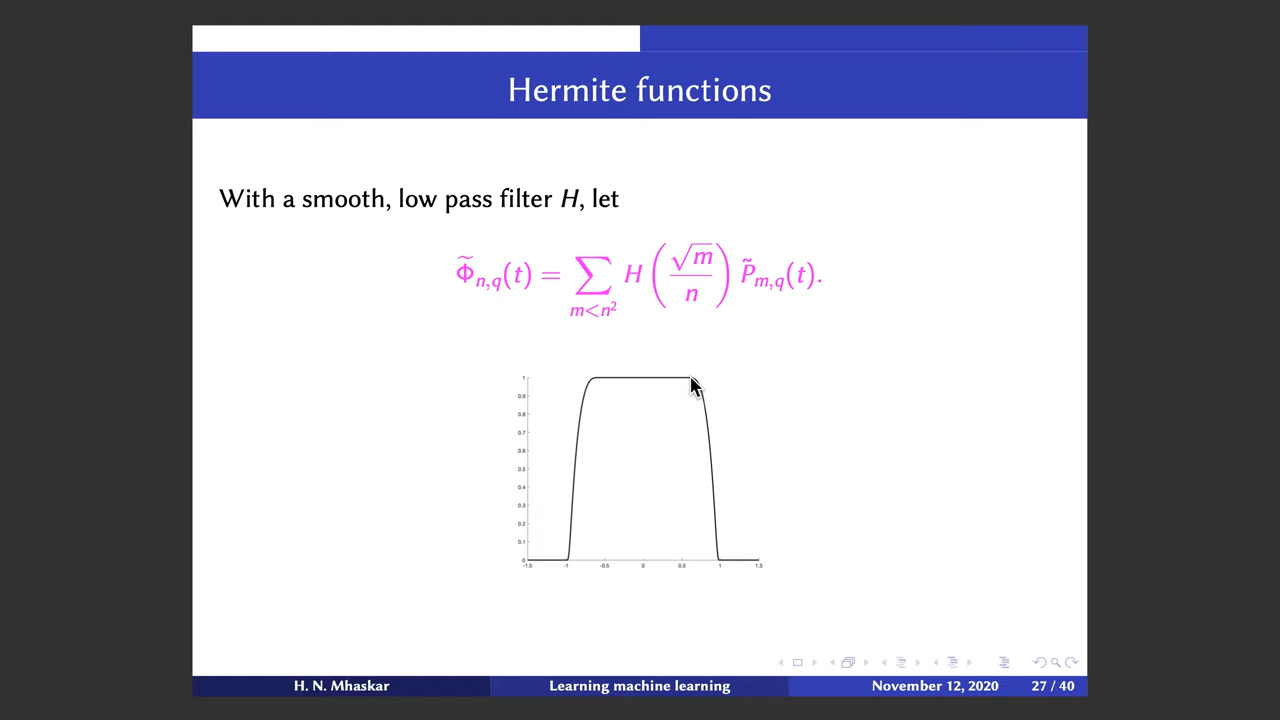 Hermite functions
With a smooth, low pass filter H, let
Φ̃ₙ,q(t) = ∑_{m<n²} H(√m / n) P̃ₘ,q(t).
1
0.9
0.8
0.7
0.6
0.5
0.4
0.3
0.2
0.1
0
-1.5 -1 -0.5 0 0.5 1 1.5
H. N. Mhaskar Learning machine learning November 12, 2020 27 / 40